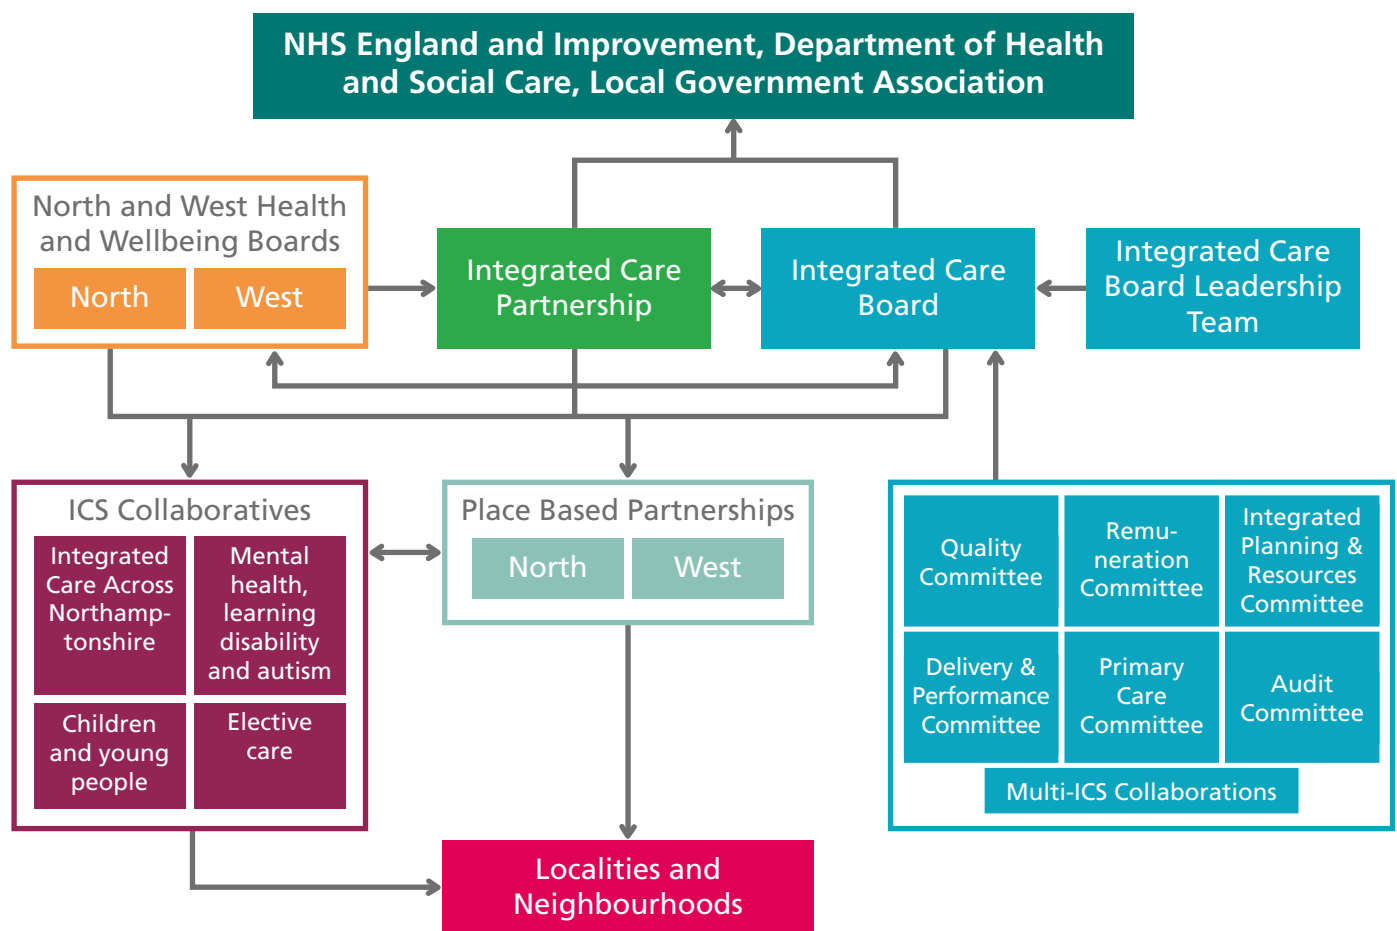 NHS England and Improvement, Department of Health
and Social Care, Local Government Association
North and West Health
and Wellbeing Boards
North
West
Integrated Care
Partnership
Integrated Care
Board
Integrated Care
Board Leadership
Team
ICS Collaboratives
Integrated
Care Across
Northamp-
tonshire
Mental
health,
learning
disability
and autism
Children
and young
people
Elective
care
Place Based Partnerships
North
West
Quality
Committee
Remu-
neration
Committee
Integrated
Planning &
Resources
Committee
Delivery &
Performance
Committee
Primary
Care
Committee
Audit
Committee
Multi-ICS Collaborations
Localities and
Neighbourhoods